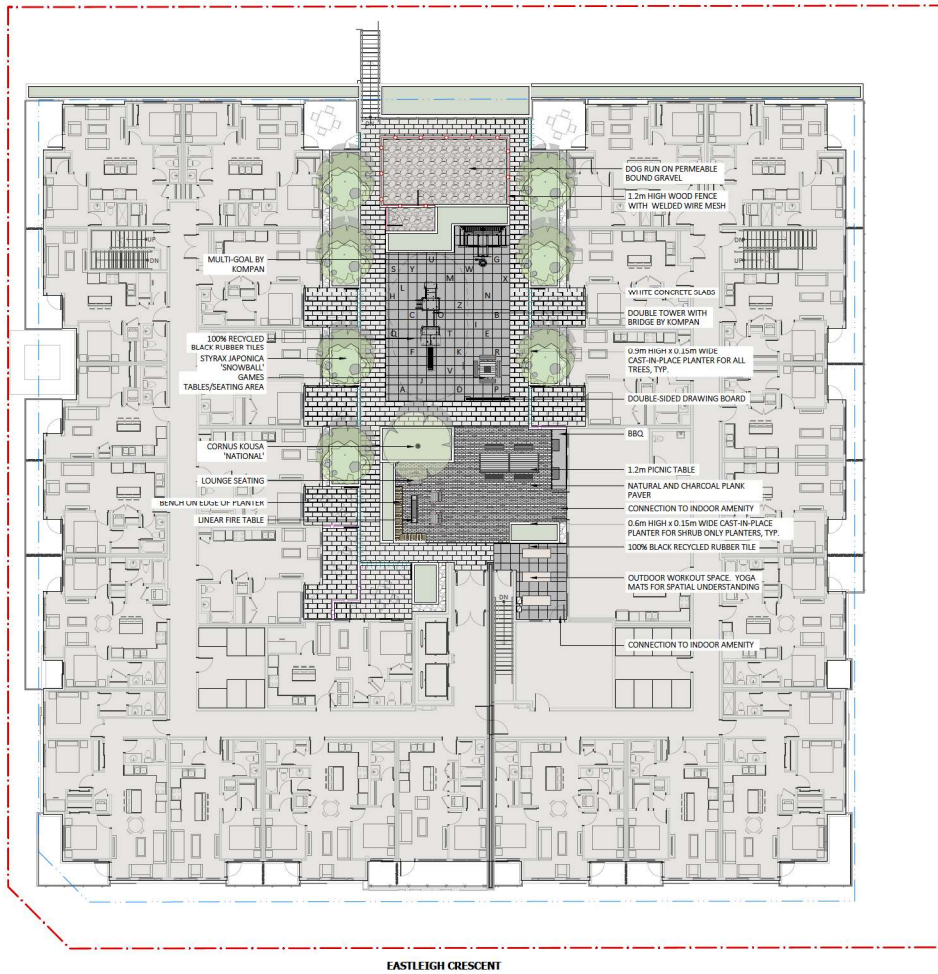 DN
DOG RUN ON PERMEABLE
BOUND GRAVEL
1.2m HIGH WOOD FENCE
WITH WELDED WIRE MESH
UP
DN
DN
UP
MULTI-GOAL BY
KOMPAN
U
G
S
Y
W
M
X
L
H
N
Z
C
O
B
I
Q
T
E
F
K
R
V
J
A
D
P
WHITE CONCRETE SLABS
DOUBLE TOWER WITH
BRIDGE BY KOMPAN
100% RECYCLED
BLACK RUBBER TILES
STYRAX JAPONICA
'SNOWBALL'
GAMES
TABLES/SEATING AREA
0.9m HIGH x 0.15m WIDE
CAST-IN-PLACE PLANTER FOR ALL
TREES, TYP.
DOUBLE-SIDED DRAWING BOARD
BBQ
CORNUS KOUSA
'NATIONAL'
LOUNGE SEATING
BENCH ON EDGE OF PLANTER
LINEAR FIRE TABLE
1.2m PICNIC TABLE
NATURAL AND CHARCOAL PLANK
PAVER
CONNECTION TO INDOOR AMENITY
0.6m HIGH x 0.15m WIDE CAST-IN-PLACE
PLANTER FOR SHRUB ONLY PLANTERS, TYP.
100% BLACK RECYCLED RUBBER TILE
OUTDOOR WORKOUT SPACE. YOGA
MATS FOR SPATIAL UNDERSTANDING
DN
CONNECTION TO INDOOR AMENITY
EASTLEIGH CRESCENT